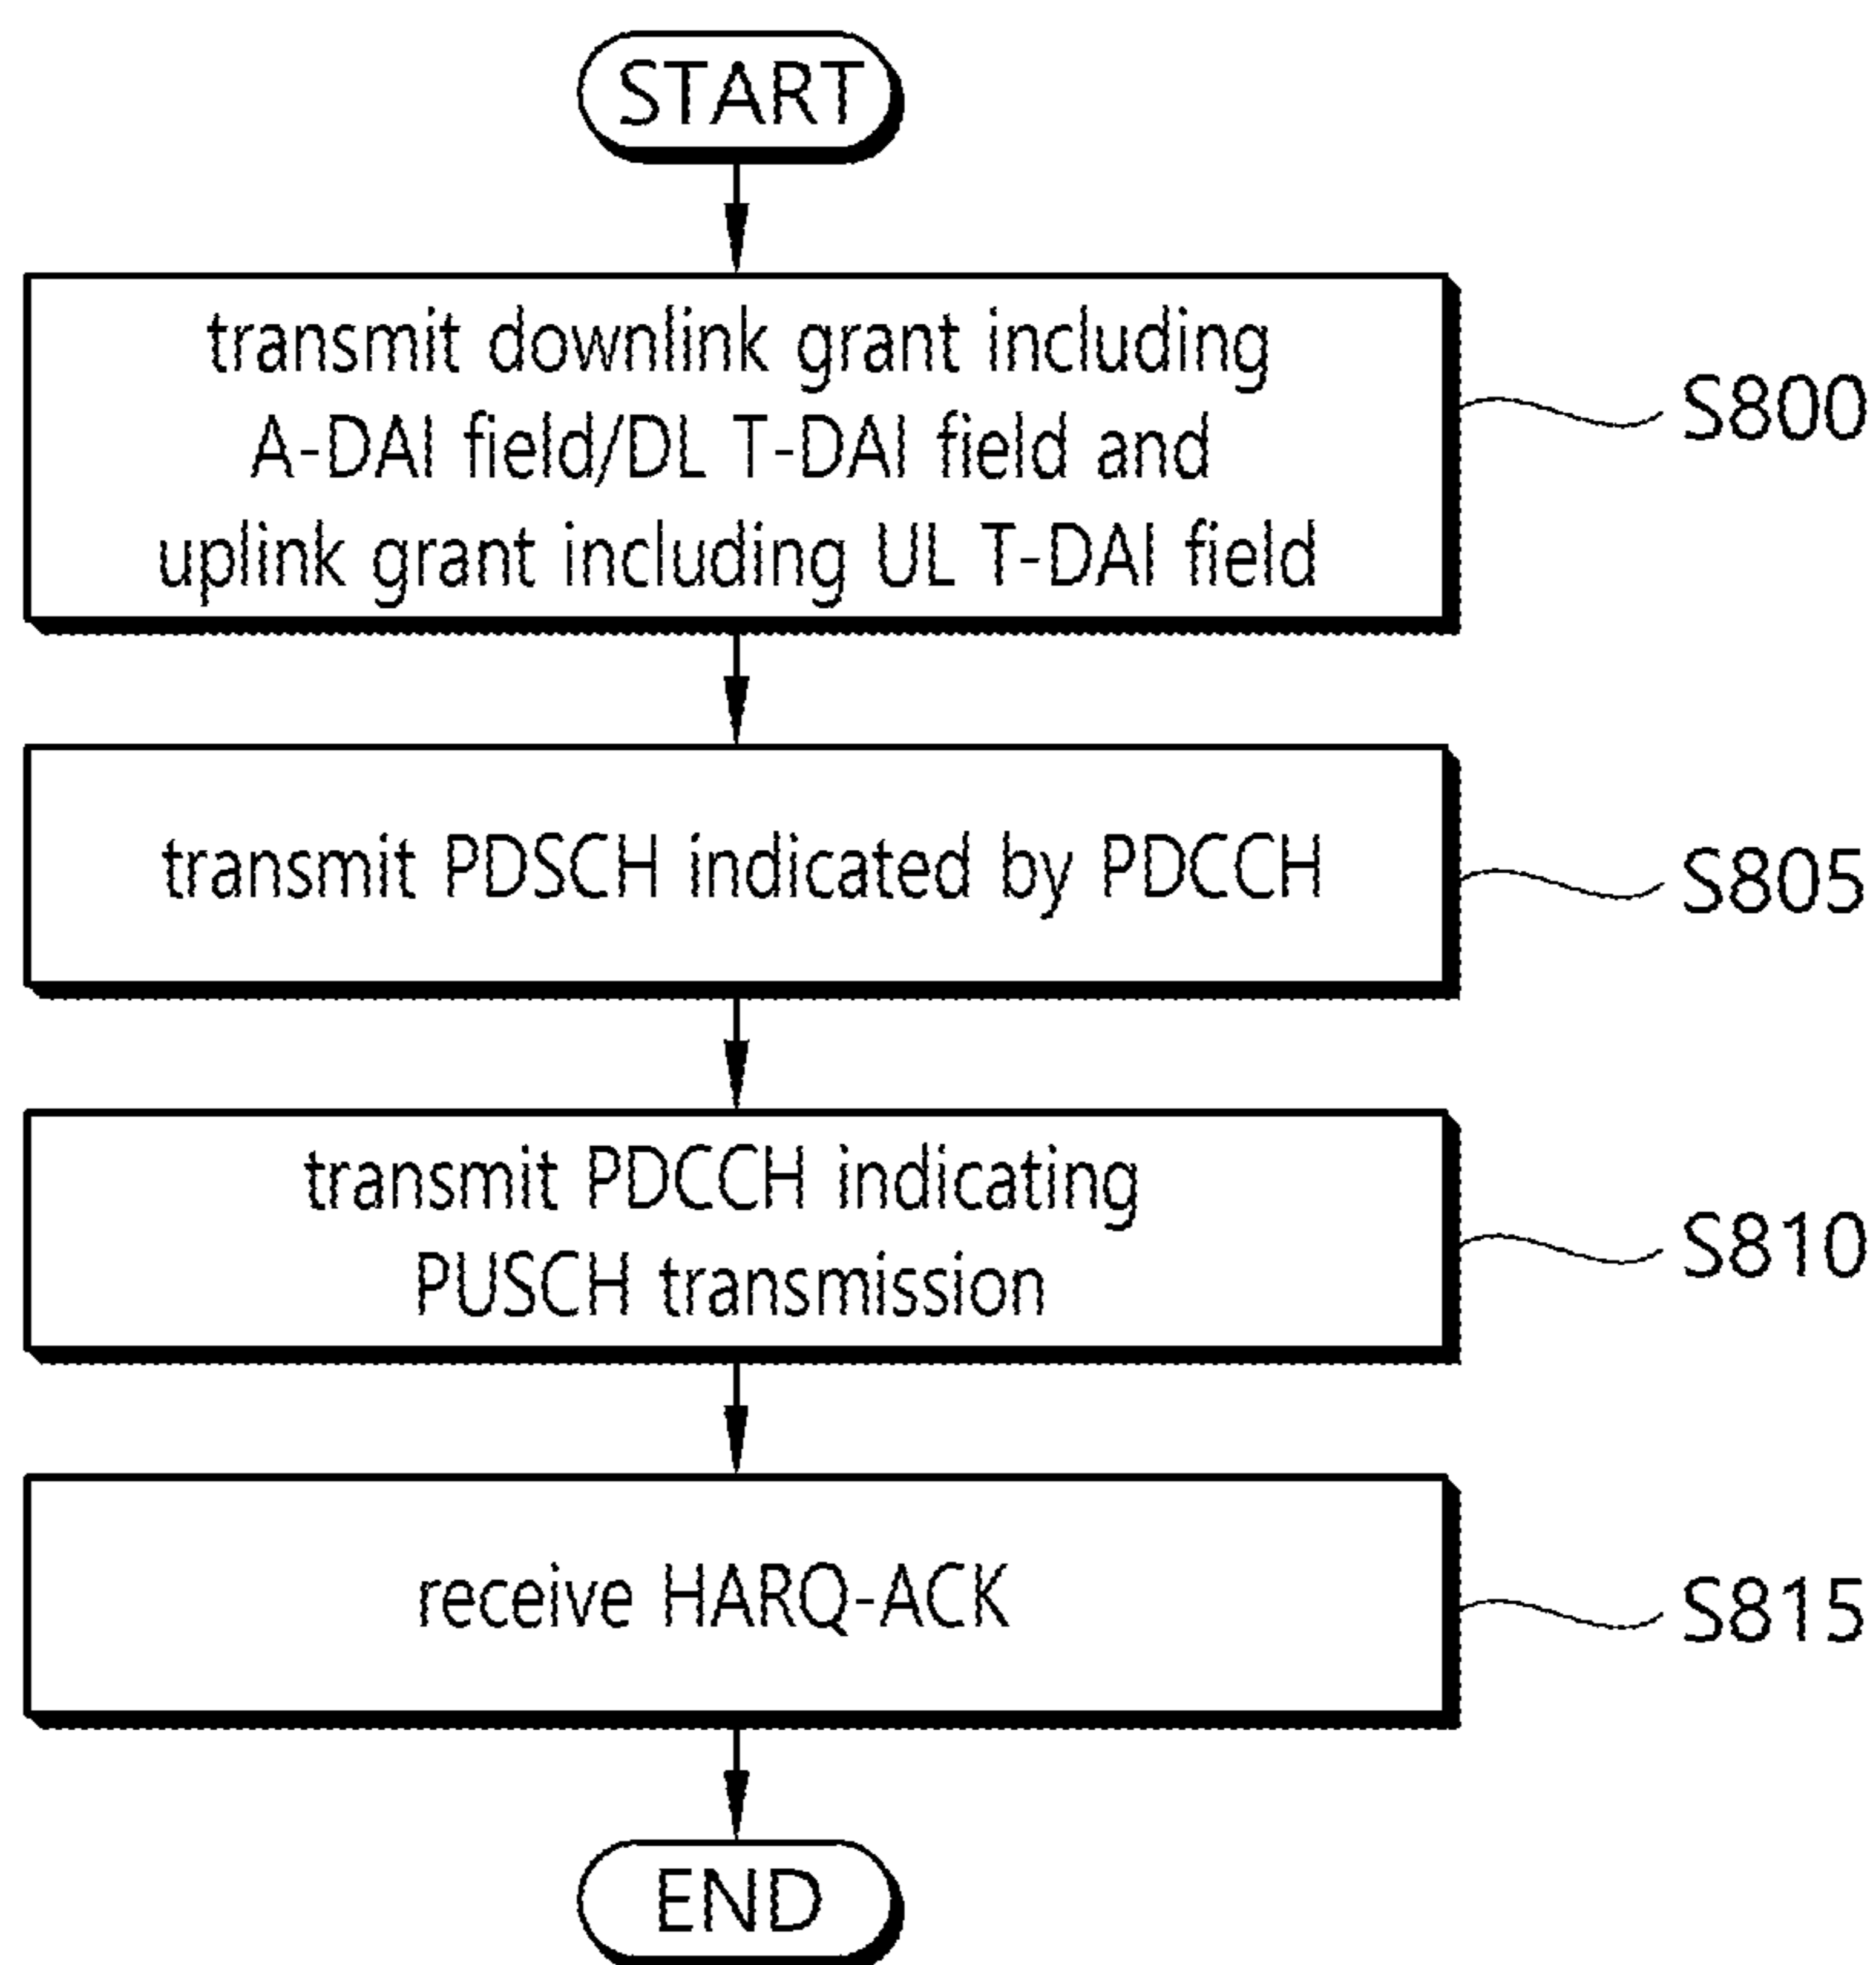 START
transmit downlink grant including
A-DAI field/DL T-DAI field and
uplink grant including UL T-DAI field
S800
transmit PDSCH indicated by PDCCH
S805
transmit PDCCH indicating
PUSCH transmission
S810
receive HARQ-ACK
S815
END